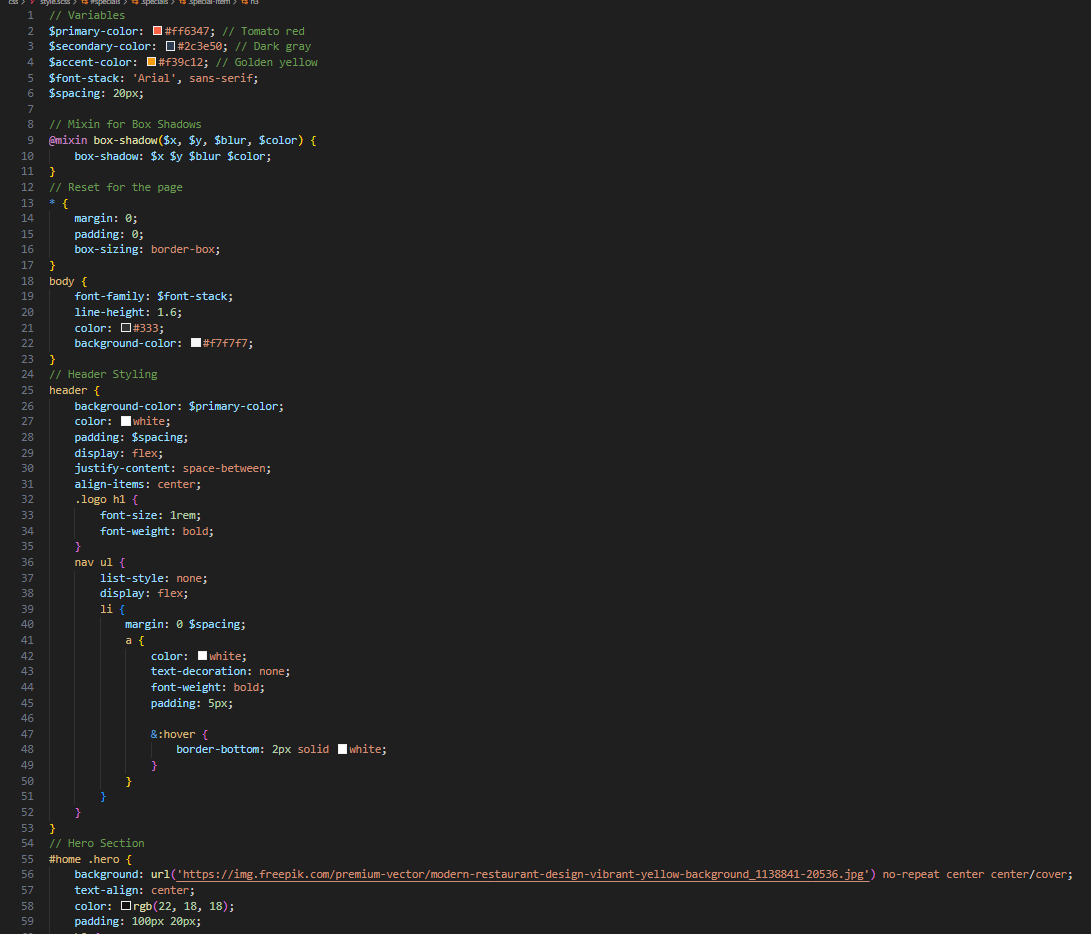 css > style.scss > #specials > .specials > .special-item > h3
1 // Variables
2 $primary-color: #ff6347; // Tomato red
3 $secondary-color: #2c3e50; // Dark gray
4 $accent-color: #f39c12; // Golden yellow
5 $font-stack: 'Arial', sans-serif;
6 $spacing: 20px;
7
8 // Mixin for Box Shadows
9 @mixin box-shadow($x, $y, $blur, $color) {
10     box-shadow: $x $y $blur $color;
11 }
12 // Reset for the page
13 * {
14     margin: 0;
15     padding: 0;
16     box-sizing: border-box;
17 }
18 body {
19     font-family: $font-stack;
20     line-height: 1.6;
21     color: #333;
22     background-color: #f7f7f7;
23 }
24 // Header Styling
25 header {
26     background-color: $primary-color;
27     color: white;
28     padding: $spacing;
29     display: flex;
30     justify-content: space-between;
31     align-items: center;
32     .logo h1 {
33         font-size: 1rem;
34         font-weight: bold;
35     }
36     nav ul {
37         list-style: none;
38         display: flex;
39         li {
40             margin: 0 $spacing;
41             a {
42                 color: white;
43                 text-decoration: none;
44                 font-weight: bold;
45                 padding: 5px;
46
47                 &:hover {
48                     border-bottom: 2px solid white;
49                 }
50             }
51         }
52     }
53 }
54 // Hero Section
55 #home .hero {
56     background: url('https://img.freepik.com/premium-vector/modern-restaurant-design-vibrant-yellow-background_1138841-20536.jpg') no-repeat center center/cover;
57     text-align: center;
58     color: rgb(22, 18, 18);
59     padding: 100px 20px;